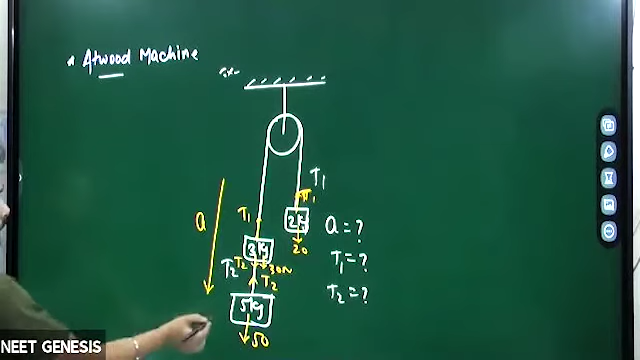 * Atwood Machine
T₁
T₁
T₁
2kg
20
a
3kg
T₂
T₂
30N
T₂
5kg
50
a = ?
T₁ = ?
T₂ = ?
NEET GENESIS